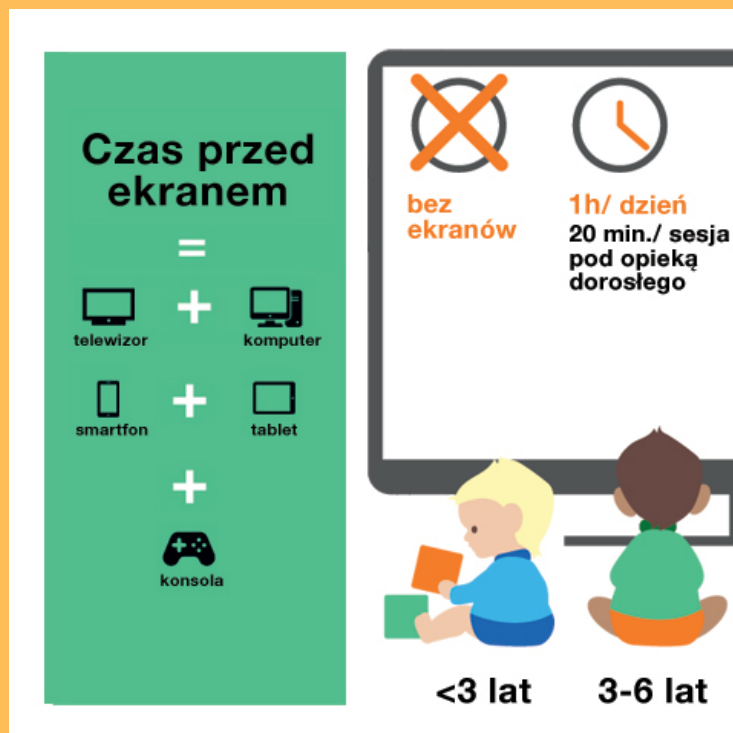 Czas przed
ekranem
=
+
telewizor
komputer
+
smartfon
tablet
+
konsola
bez
ekranów
1h/ dzień
20 min./ sesja
pod opieką
dorosłego
<3 lat
3-6 lat